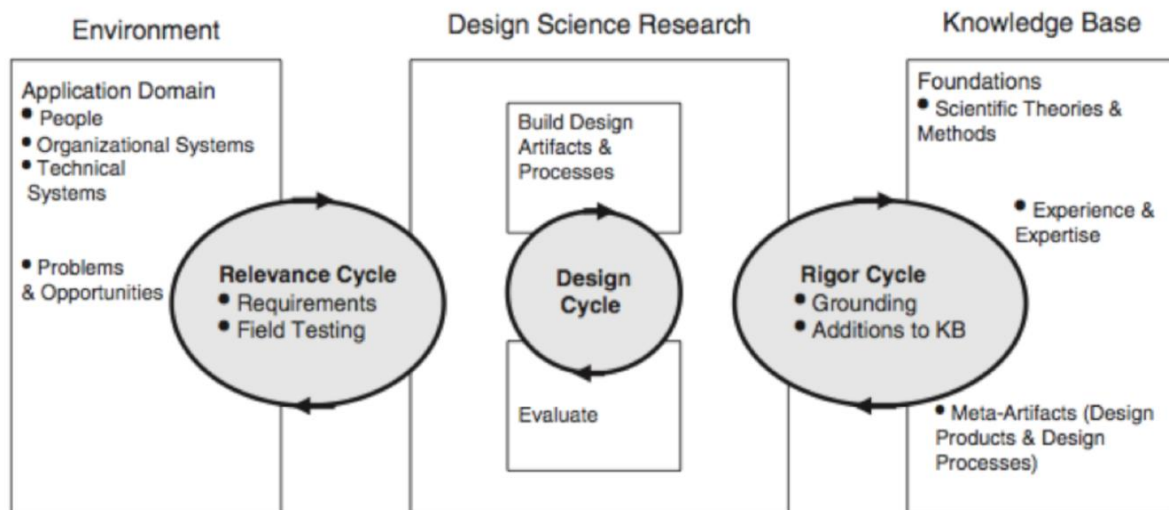 Environment
Design Science Research
Knowledge Base
Application Domain
• People
• Organizational Systems
• Technical
Systems
• Problems
& Opportunities
Relevance Cycle
• Requirements
• Field Testing
Build Design
Artifacts &
Processes
Design
Cycle
Evaluate
Rigor Cycle
• Grounding
• Additions to KB
Foundations
• Scientific Theories &
Methods
• Experience &
Expertise
• Meta-Artifacts (Design
Products & Design
Processes)